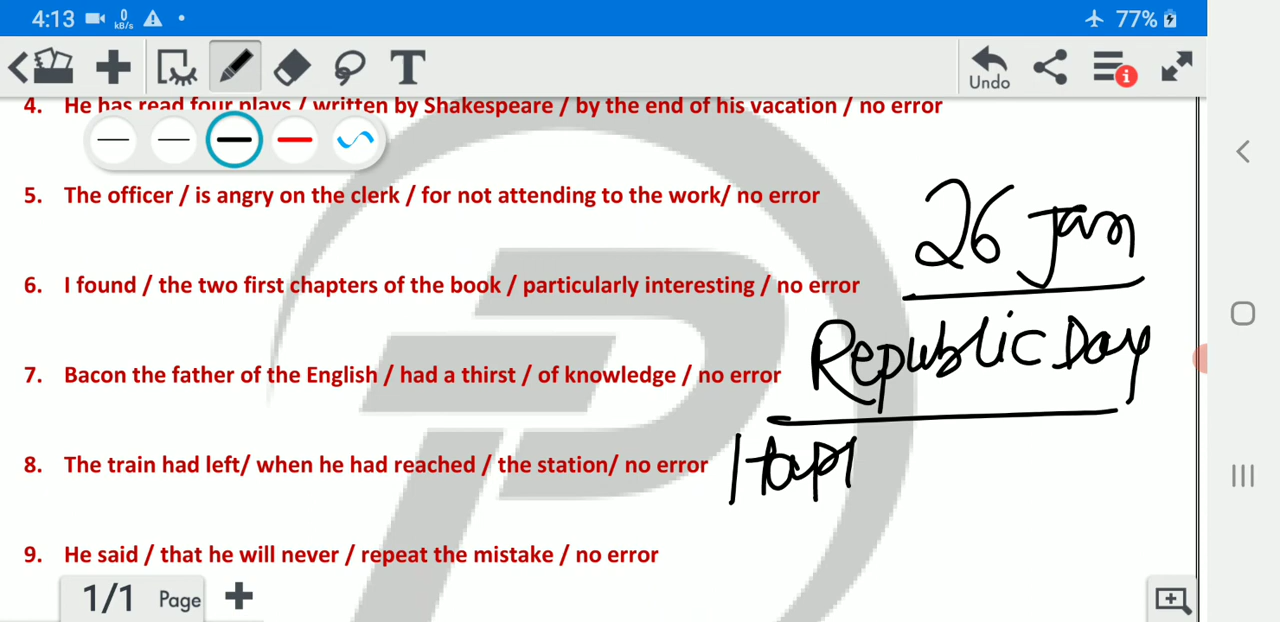 4:13 0 kB/s 77%
Undo
4. He has read four plays / written by Shakespeare / by the end of his vacation / no error
5. The officer / is angry on the clerk / for not attending to the work/ no error
26 Jan
6. I found / the two first chapters of the book / particularly interesting / no error
Republic Day
7. Bacon the father of the English / had a thirst / of knowledge / no error
8. The train had left/ when he had reached / the station/ no error
9. He said / that he will never / repeat the mistake / no error
1/1 Page